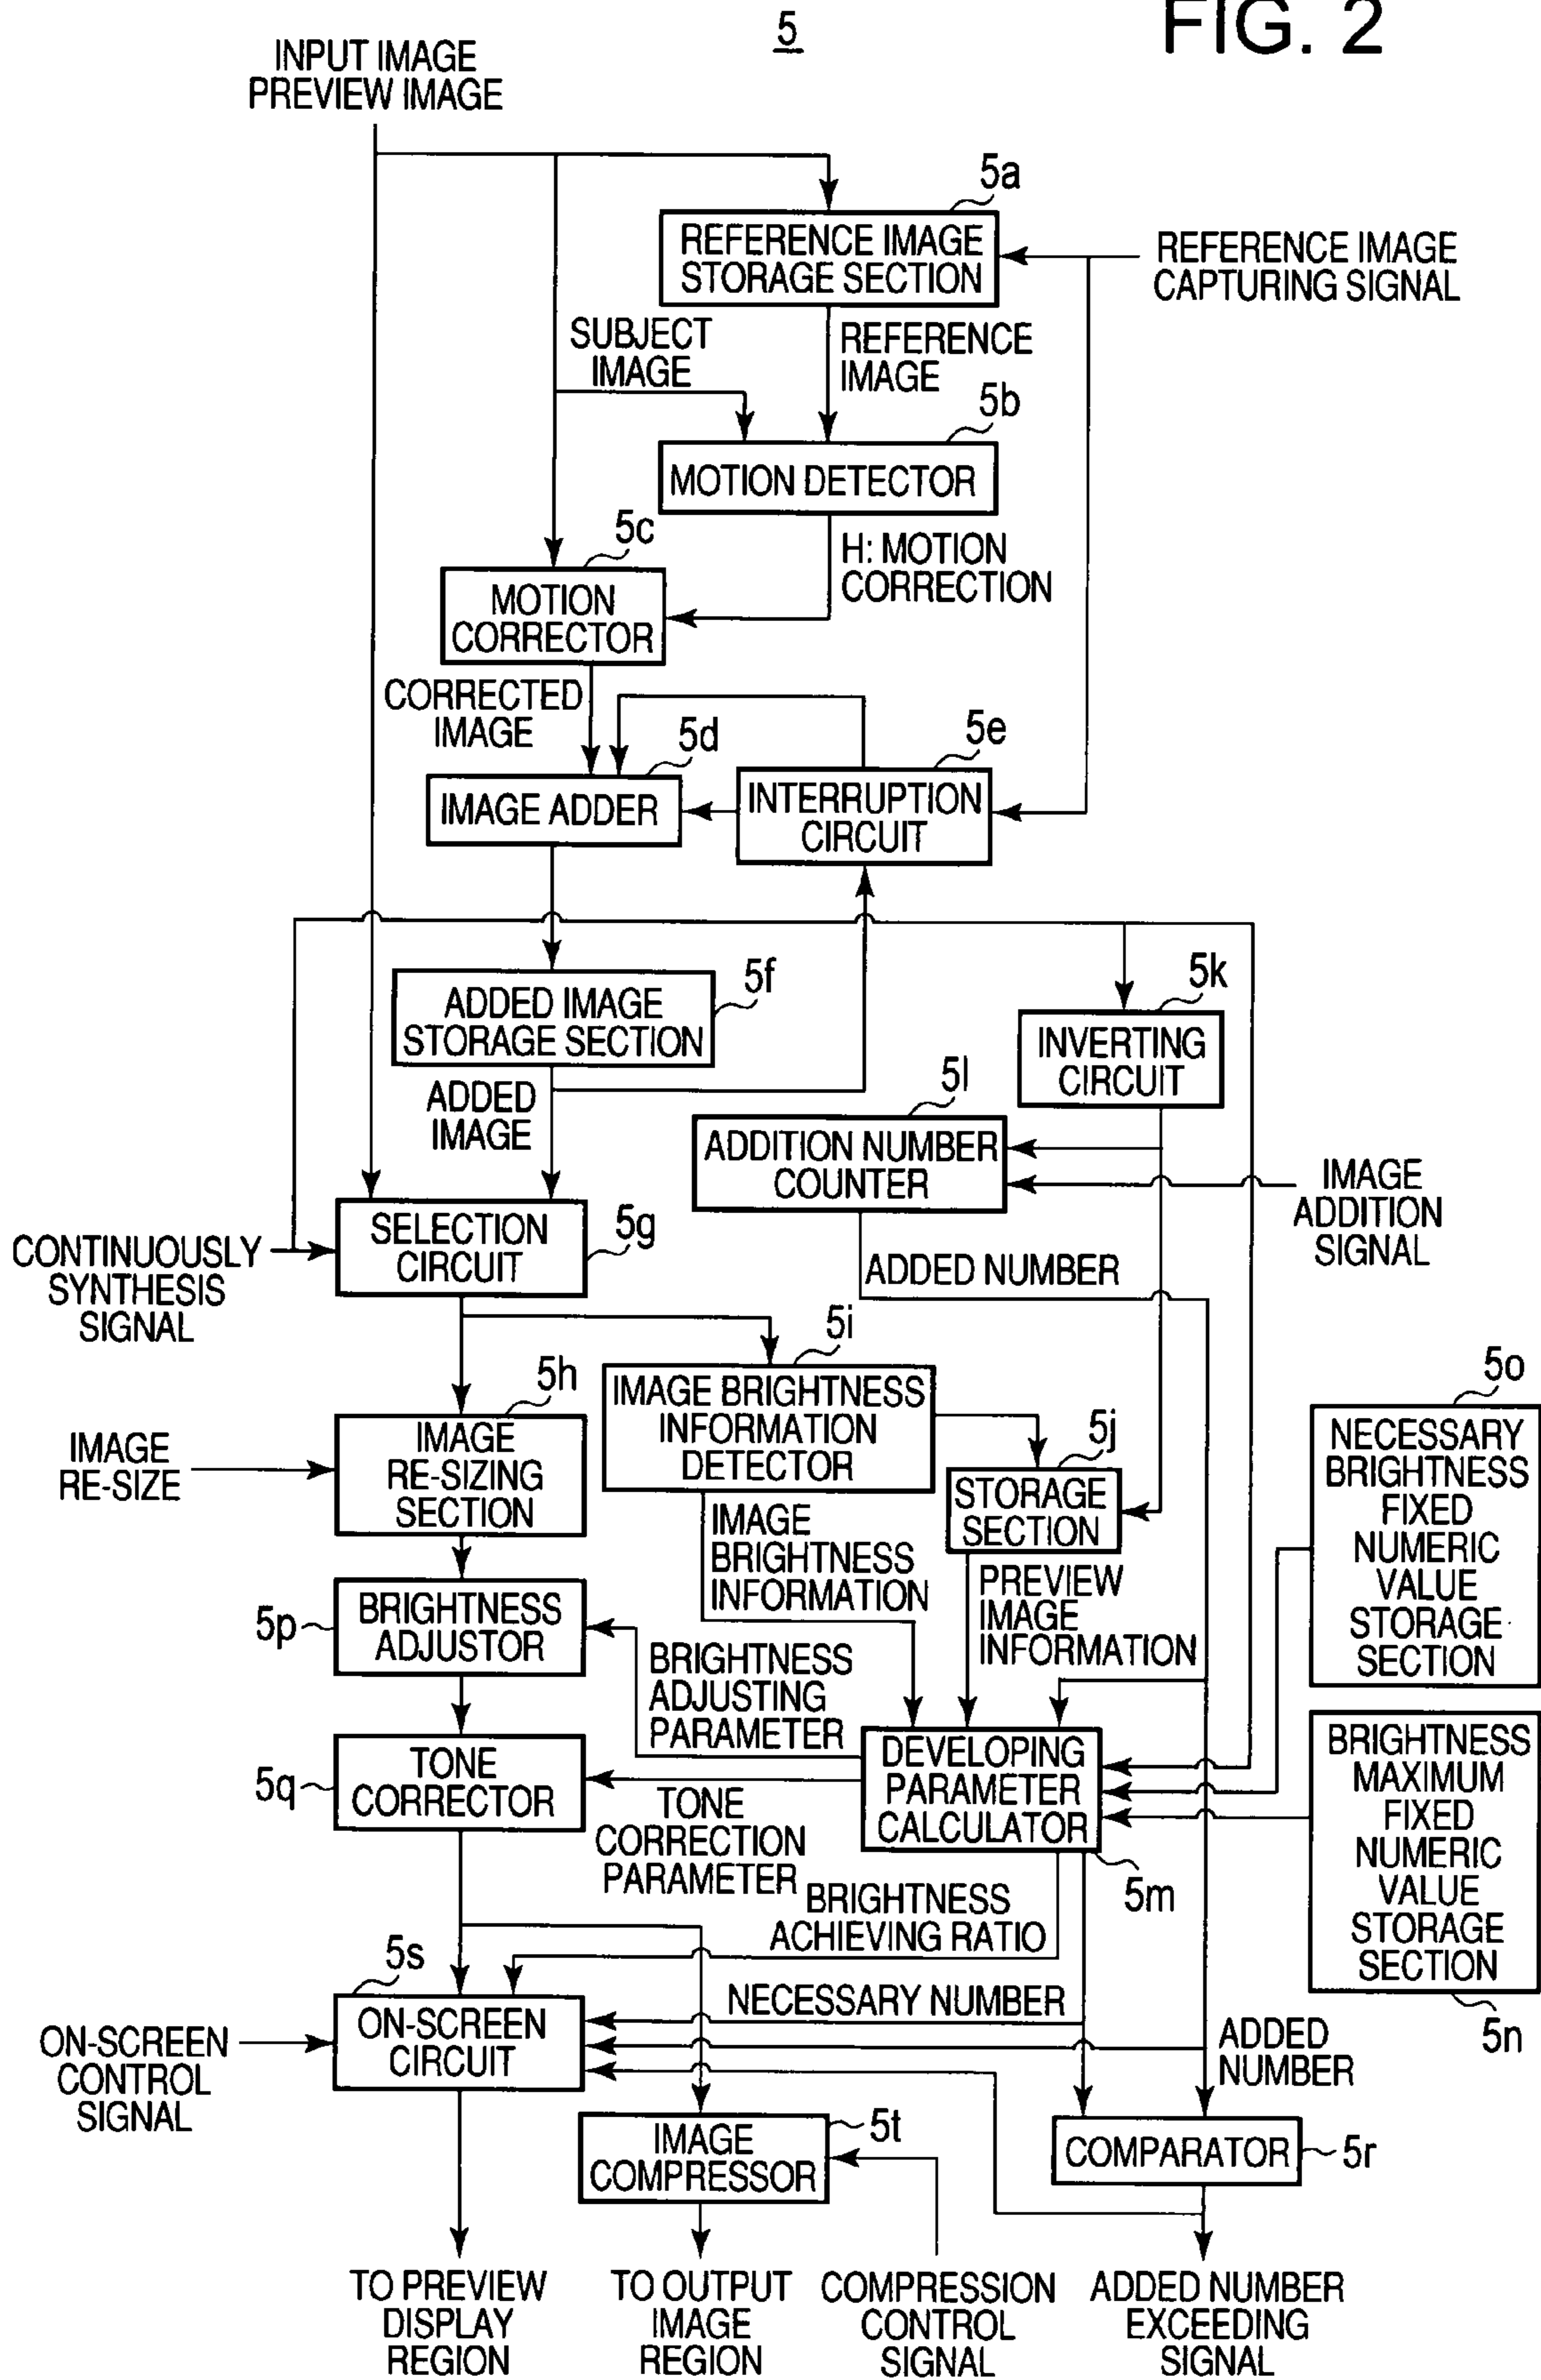 FIG. 2
5
INPUT IMAGE
PREVIEW IMAGE
5a
REFERENCE IMAGE
STORAGE SECTION
REFERENCE IMAGE
CAPTURING SIGNAL
SUBJECT
IMAGE
REFERENCE
IMAGE
5b
MOTION DETECTOR
5c
MOTION
CORRECTOR
H: MOTION
CORRECTION
CORRECTED
IMAGE
5d
IMAGE ADDER
5e
INTERRUPTION
CIRCUIT
5f
ADDED IMAGE
STORAGE SECTION
5k
INVERTING
CIRCUIT
ADDED
IMAGE
5l
ADDITION NUMBER
COUNTER
IMAGE
ADDITION
SIGNAL
CONTINUOUSLY
SYNTHESIS
SIGNAL
SELECTION
CIRCUIT
5g
ADDED NUMBER
5i
IMAGE BRIGHTNESS
INFORMATION
DETECTOR
5h
IMAGE
RE-SIZING
SECTION
IMAGE
RE-SIZE
5j
STORAGE
SECTION
5o
NECESSARY
BRIGHTNESS
FIXED
NUMERIC
VALUE
STORAGE
SECTION
IMAGE
BRIGHTNESS
INFORMATION
PREVIEW
IMAGE
INFORMATION
5p
BRIGHTNESS
ADJUSTOR
BRIGHTNESS
ADJUSTING
PARAMETER
5q
TONE
CORRECTOR
TONE
CORRECTION
PARAMETER
DEVELOPING
PARAMETER
CALCULATOR
5m
BRIGHTNESS
MAXIMUM
FIXED
NUMERIC
VALUE
STORAGE
SECTION
5n
BRIGHTNESS
ACHIEVING RATIO
5s
ON-SCREEN
CIRCUIT
ON-SCREEN
CONTROL
SIGNAL
NECESSARY NUMBER
ADDED
NUMBER
5t
IMAGE
COMPRESSOR
COMPARATOR
5r
TO PREVIEW
DISPLAY
REGION
TO OUTPUT
IMAGE
REGION
COMPRESSION
CONTROL
SIGNAL
ADDED NUMBER
EXCEEDING
SIGNAL